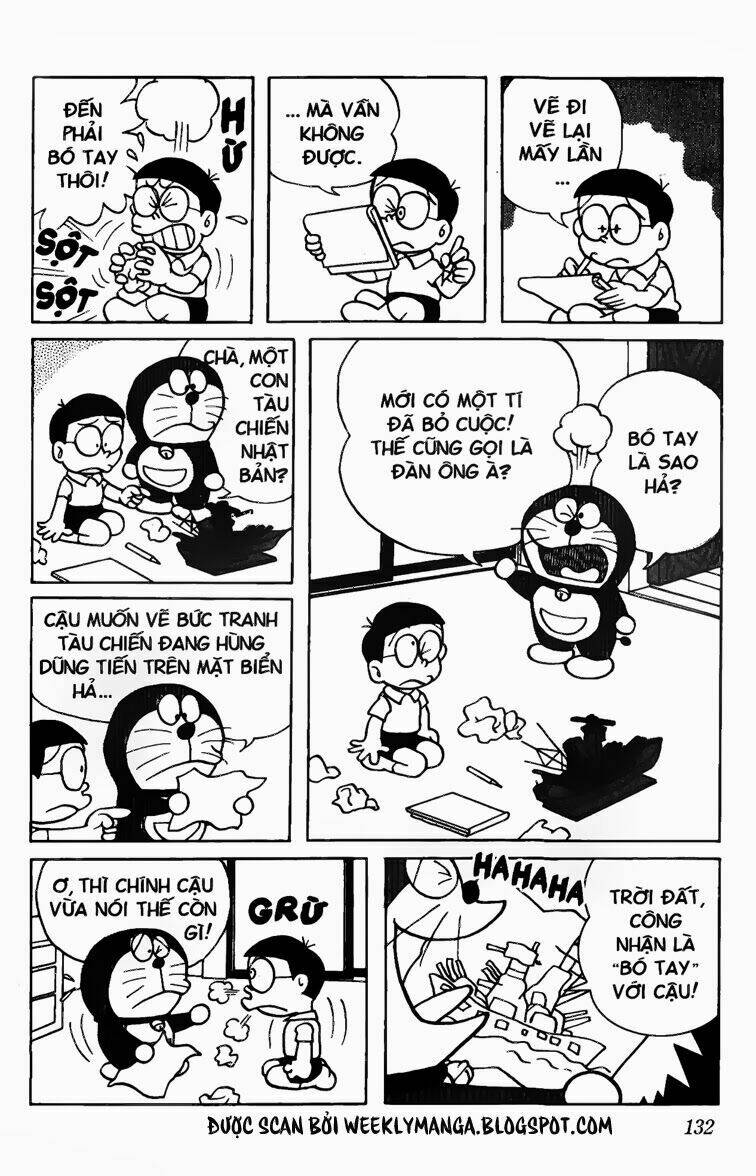 VẼ ĐI
VẼ LẠI
MẤY LẦN
...
... MÀ VẪN
KHÔNG
ĐƯỢC.
ĐẾN
PHẢI
BÓ TAY
THÔI!
HỪ
SỘT
SỘT
BÓ TAY
LÀ SAO
HẢ?
MỚI CÓ MỘT TÍ
ĐÃ BỎ CUỘC!
THẾ CŨNG GỌI LÀ
ĐÀN ÔNG À?
CHÀ, MỘT
CON
TÀU
CHIẾN
NHẬT
BẢN?
CẬU MUỐN VẼ BỨC TRANH
TÀU CHIẾN ĐANG HÙNG
DŨNG TIẾN TRÊN MẶT BIỂN
HẢ...
HAHAHA
TRỜI ĐẤT,
CÔNG
NHẬN LÀ
"BÓ TAY"
VỚI CẬU!
Ơ, THÌ CHÍNH CẬU
VỪA NÓI THẾ CÒN
GÌ!
GRỪ
ĐƯỢC SCAN BỞI WEEKLYMANGA.BLOGSPOT.COM
132